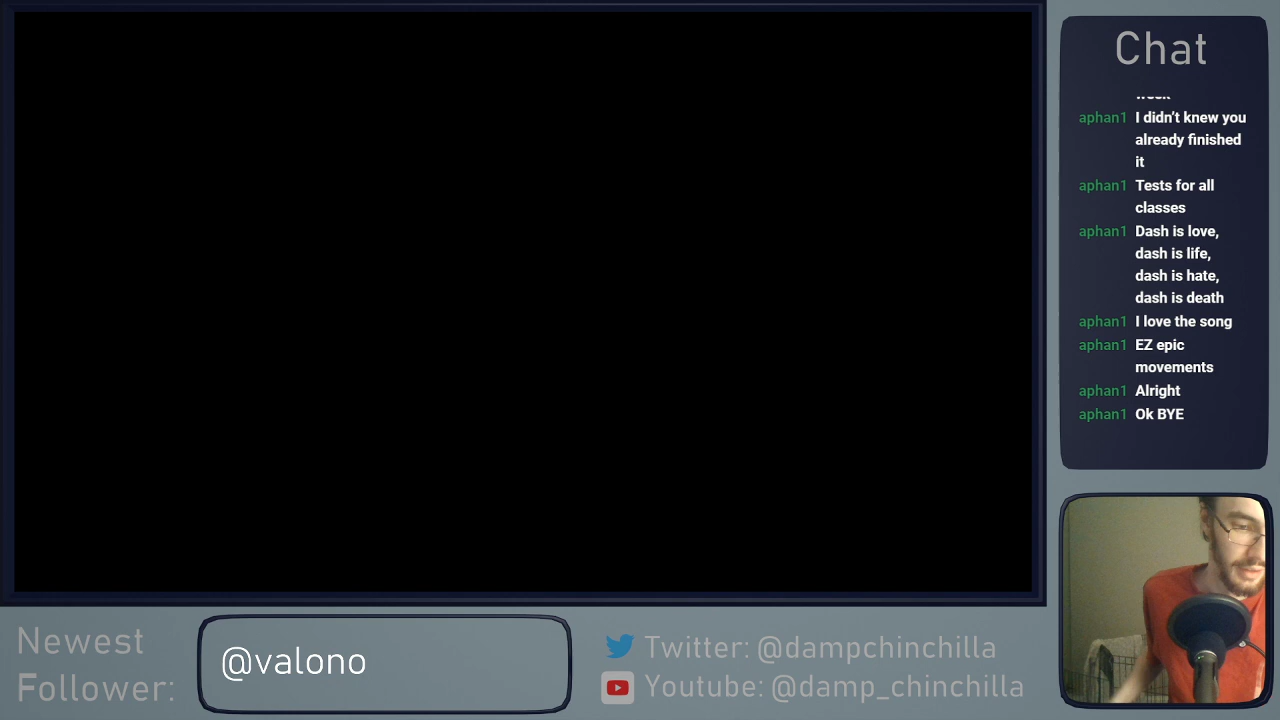 Chat
week
aphan1 I didn't knew you
already finished
it
aphan1 Tests for all
classes
aphan1 Dash is love,
dash is life,
dash is hate,
dash is death
aphan1 I love the song
aphan1 EZ epic
movements
aphan1 Alright
aphan1 Ok BYE
Newest
Follower:
@valono
Twitter: @dampchinchilla
Youtube: @damp_chinchilla